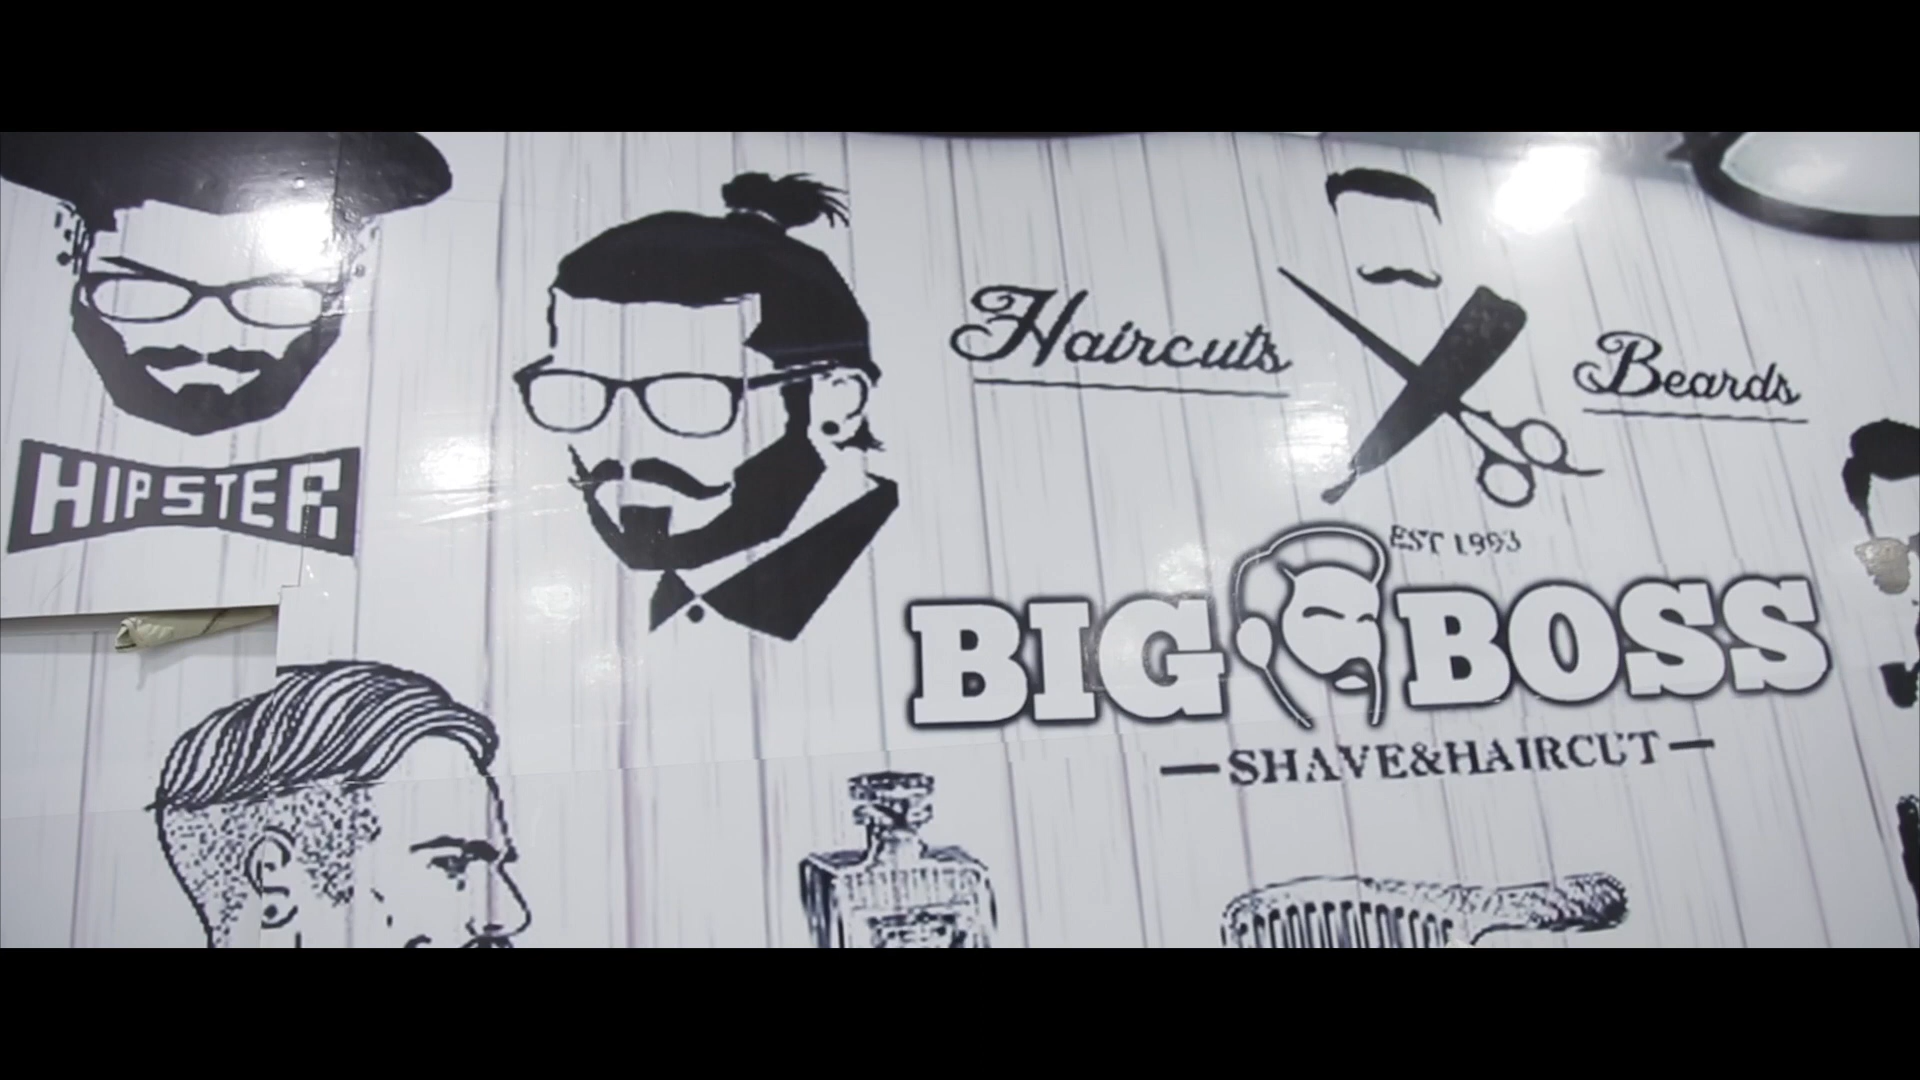 HIPSTER
Haircuts
Beards
EST 1993
BIG BOSS
SHAVE&HAIRCUT